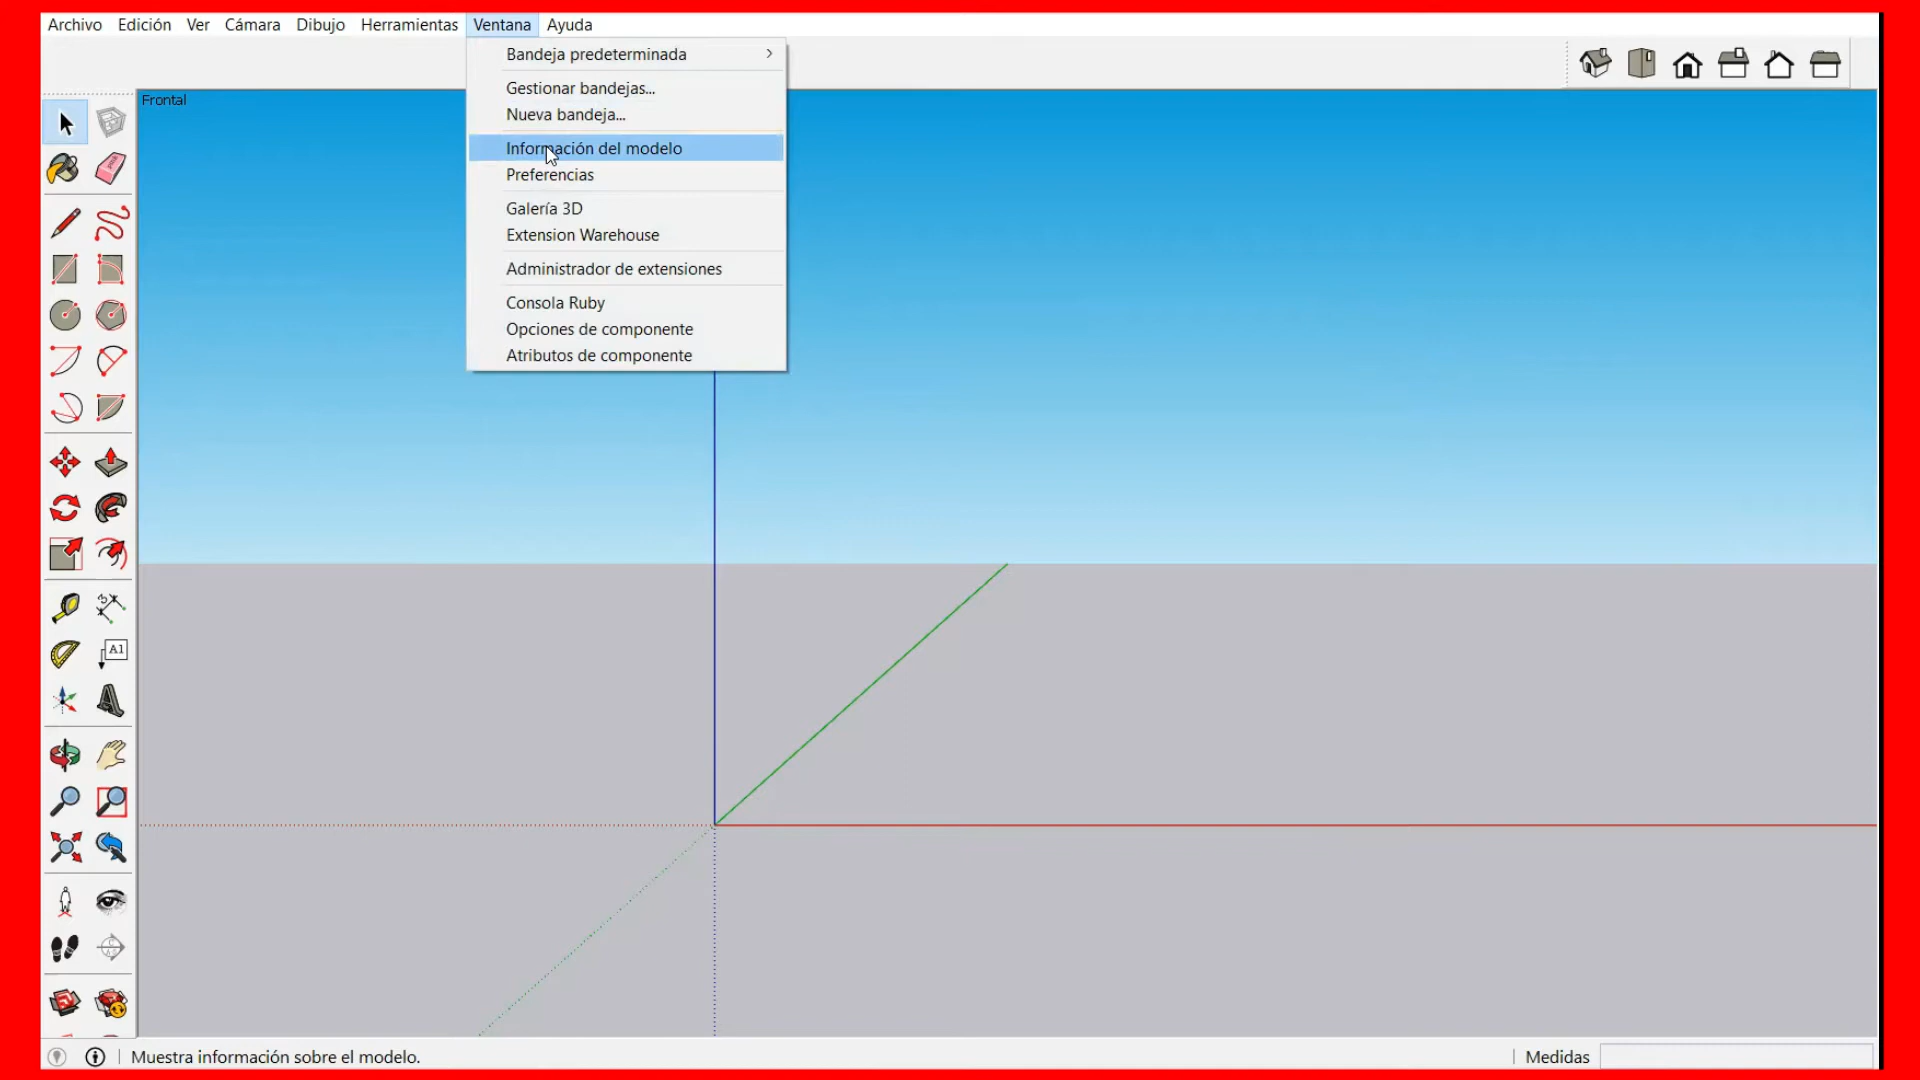 Archivo Edición Ver Cámara Dibujo Herramientas Ventana Ayuda
Bandeja predeterminada
Gestionar bandejas...
Nueva bandeja...
Información del modelo
Preferencias
Galería 3D
Extension Warehouse
Administrador de extensiones
Consola Ruby
Opciones de componente
Atributos de componente
Frontal
A1
Muestra información sobre el modelo.
Medidas